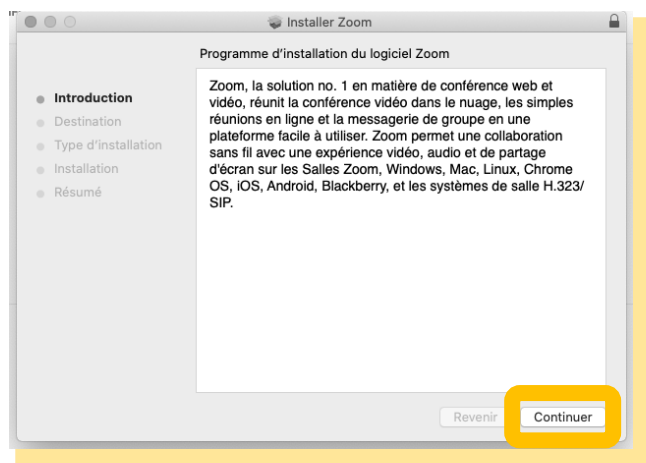 Installer Zoom
Programme d'installation du logiciel Zoom
Introduction
Destination
Type d'installation
Installation
Résumé
Zoom, la solution no. 1 en matière de conférence web et
vidéo, réunit la conférence vidéo dans le nuage, les simples
réunions en ligne et la messagerie de groupe en une
plateforme facile à utiliser. Zoom permet une collaboration
sans fil avec une expérience vidéo, audio et de partage
d'écran sur les Salles Zoom, Windows, Mac, Linux, Chrome
OS, iOS, Android, Blackberry, et les systèmes de salle H.323/
SIP.
Revenir
Continuer